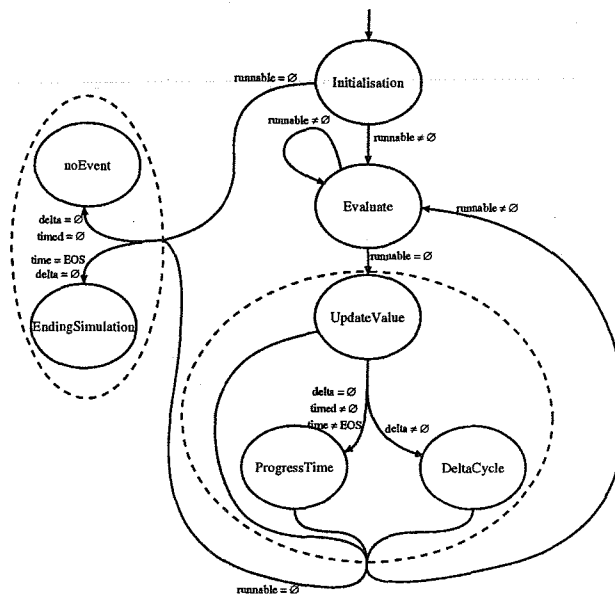 runnable = ∅
Initialisation
runnable ≠ ∅
runnable ≠ ∅
noEvent
Evaluate
runnable ≠ ∅
delta = ∅
timed = ∅
time = EOS
delta = ∅
runnable = ∅
EndingSimulation
UpdateValue
delta = ∅
timed ≠ ∅
time ≠ EOS
delta ≠ ∅
ProgressTime
DeltaCycle
runnable = ∅